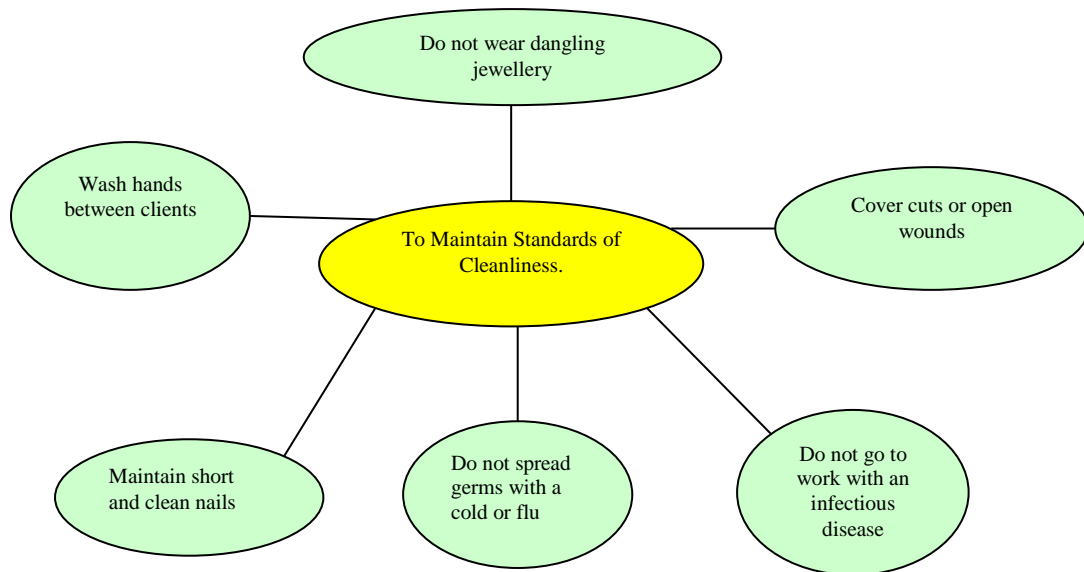 Do not wear dangling
jewellery
Wash hands
between clients
Cover cuts or open
wounds
To Maintain Standards of
Cleanliness.
Maintain short
and clean nails
Do not spread
germs with a
cold or flu
Do not go to
work with an
infectious
disease